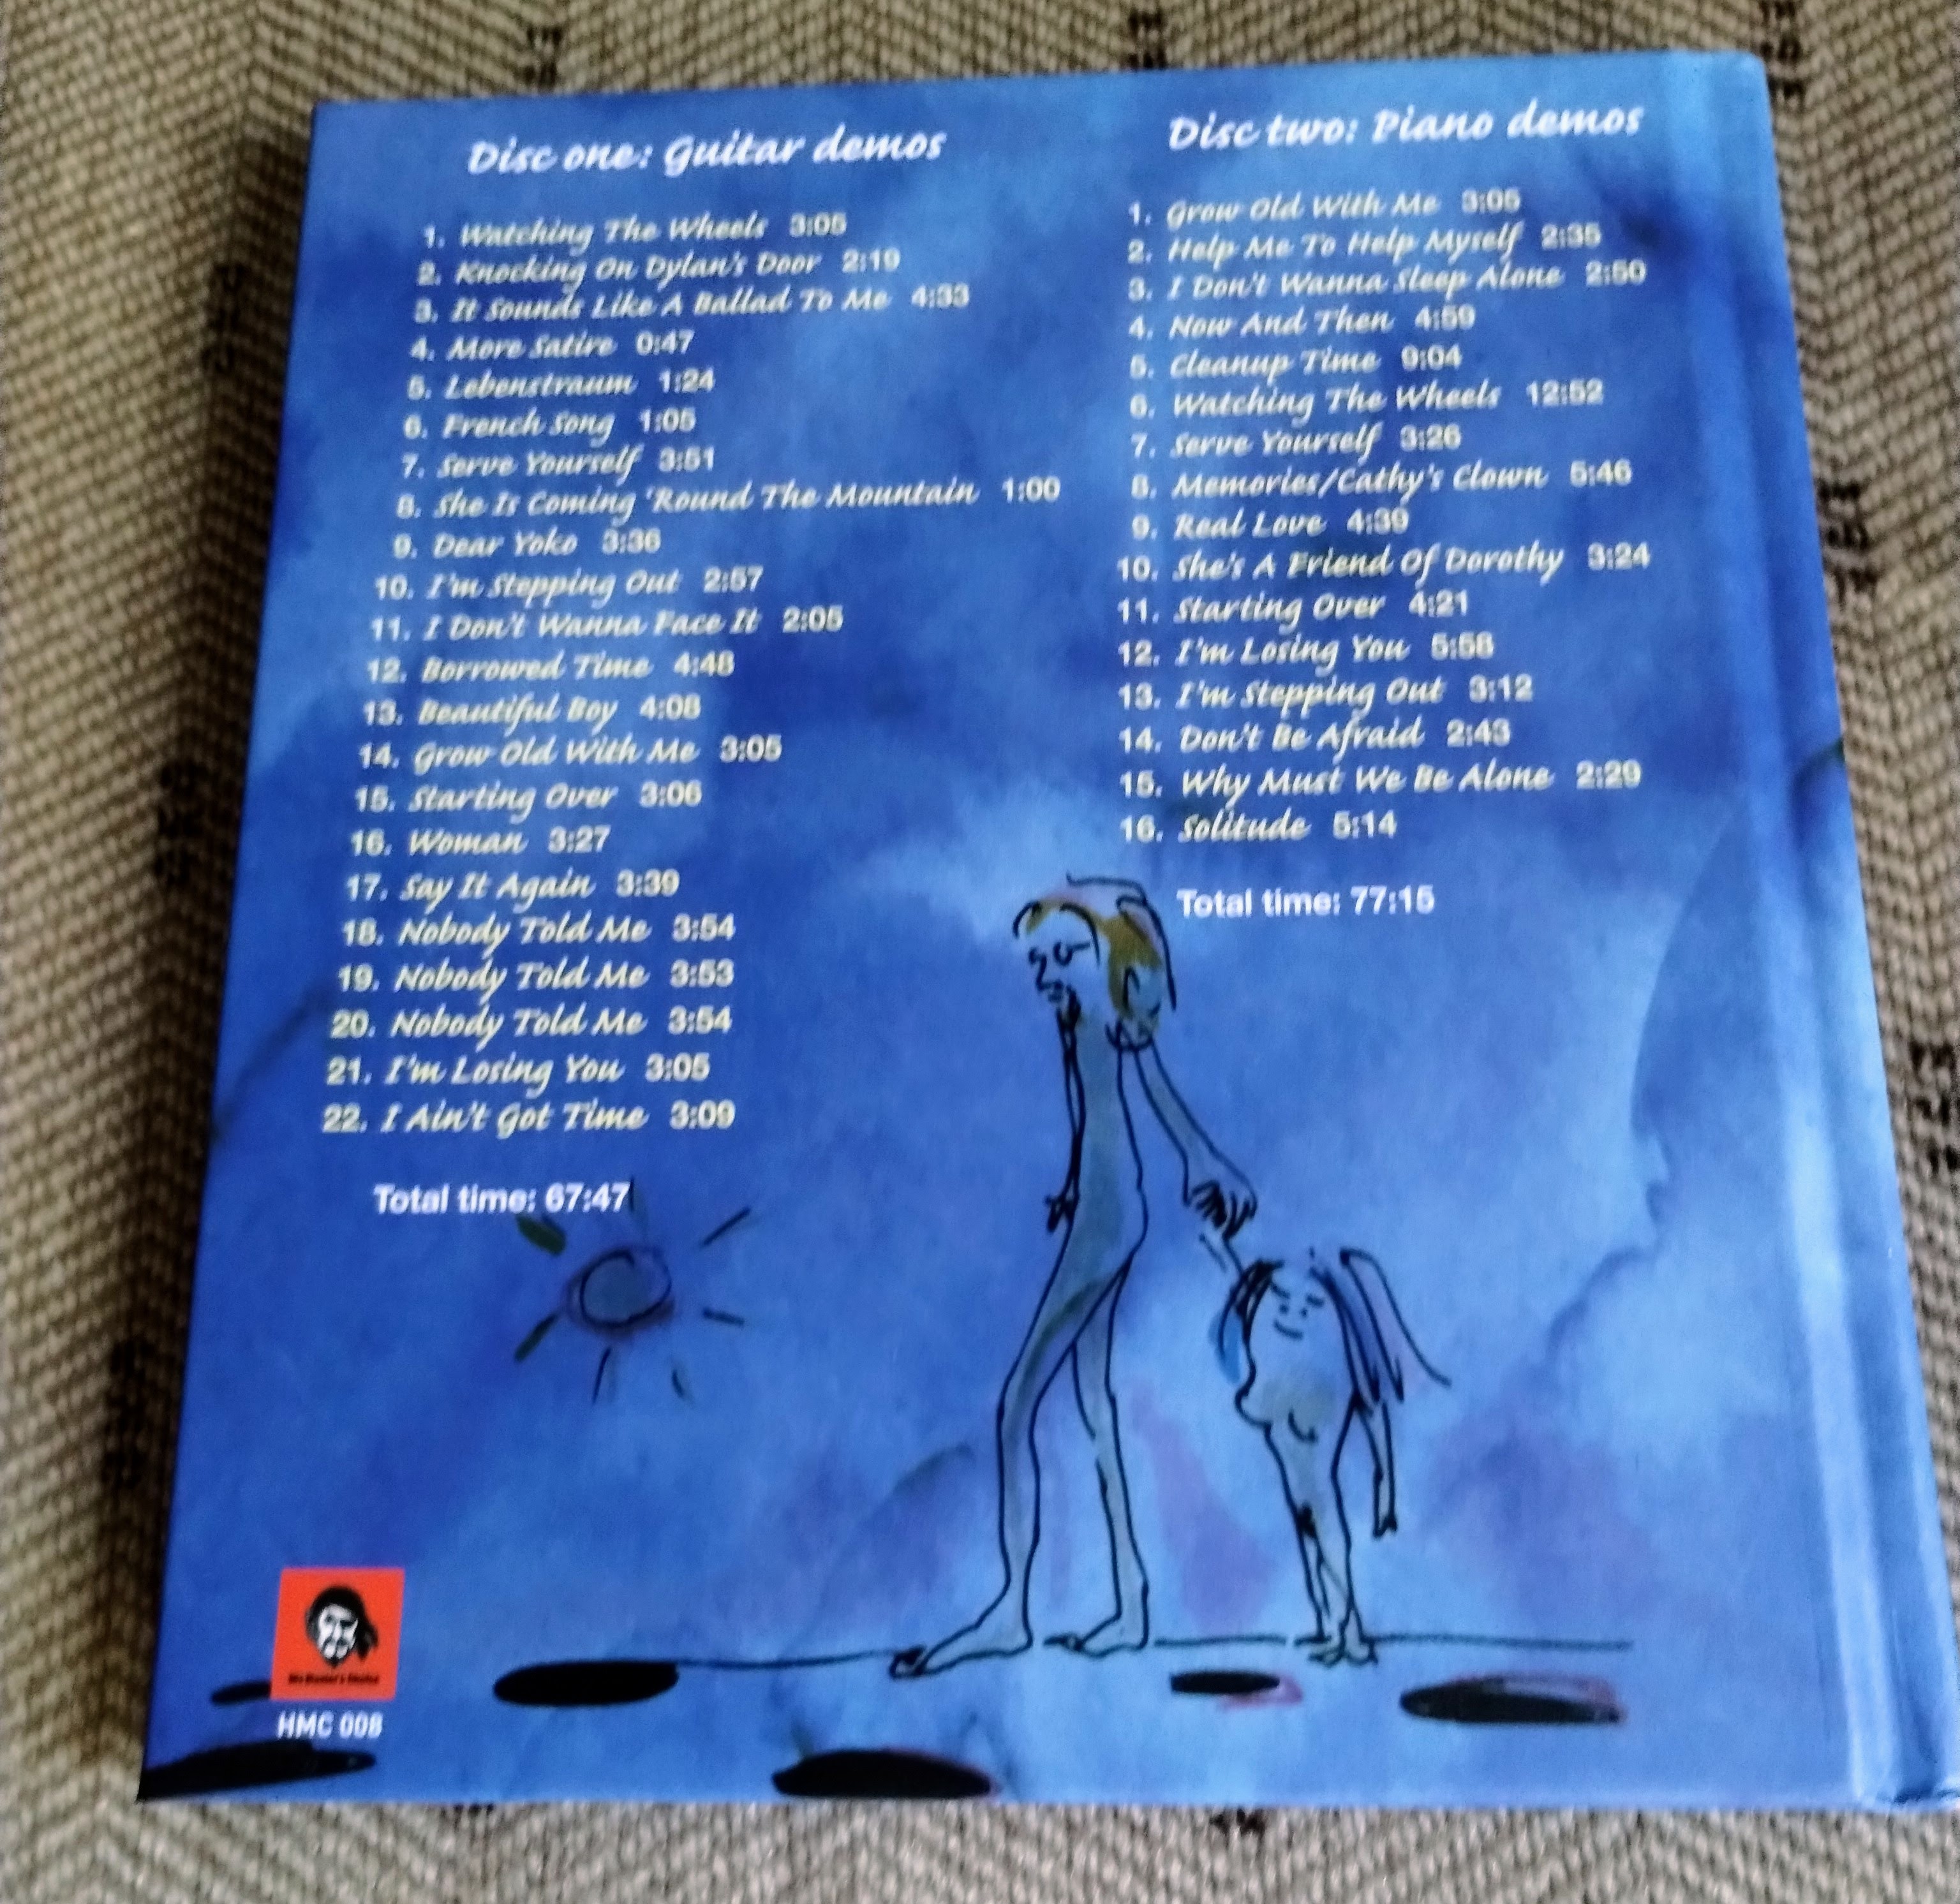 Disc one: Guitar demos
1. Watching The Wheels 3:05
2. Knocking On Dylan's Door 2:19
3. It Sounds Like A Ballad To Me 4:33
4. More Satire 0:47
5. Lebenstraum 1:24
6. French Song 1:05
7. Serve Yourself 3:51
8. She Is Coming 'Round The Mountain 1:00
9. Dear Yoko 3:36
10. I'm Stepping Out 2:57
11. I Don't Wanna Face It 2:05
12. Borrowed Time 4:48
13. Beautiful Boy 4:08
14. Grow Old With Me 3:05
15. Starting Over 3:06
16. Woman 3:27
17. Say It Again 3:39
18. Nobody Told Me 3:54
19. Nobody Told Me 3:53
20. Nobody Told Me 3:54
21. I'm Losing You 3:05
22. I Ain't Got Time 3:09
Total time: 67:47
Disc two: Piano demos
1. Grow Old With Me 3:05
2. Help Me To Help Myself 2:35
3. I Don't Wanna Sleep Alone 2:50
4. Now And Then 4:59
5. Cleanup Time 9:04
6. Watching The Wheels 12:52
7. Serve Yourself 3:26
8. Memories/Cathy's Clown 5:46
9. Real Love 4:39
10. She's A Friend Of Dorothy 3:24
11. Starting Over 4:21
12. I'm Losing You 5:58
13. I'm Stepping Out 3:12
14. Don't Be Afraid 2:43
15. Why Must We Be Alone 2:29
16. Solitude 5:14
Total time: 77:15
His Master's Choice
HMC 008